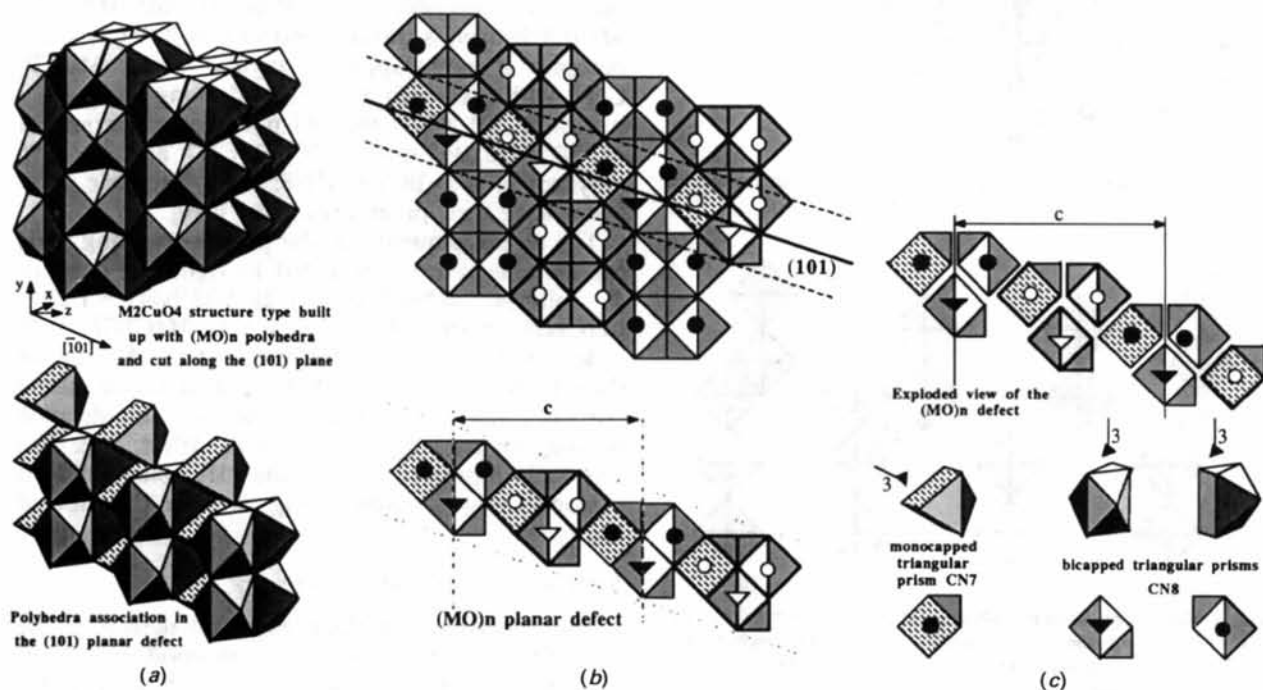 y
x
z
[1̄01]
M2CuO4 structure type built
up with (MO)n polyhedra
and cut along the (101) plane
Polyhedra association in
the (101) planar defect
(a)
(101)
c
(MO)n planar defect
(b)
c
Exploded view of the
(MO)n defect
3
3
3
monocapped
triangular
prism CN7
bicapped triangular prisms
CN8
(c)